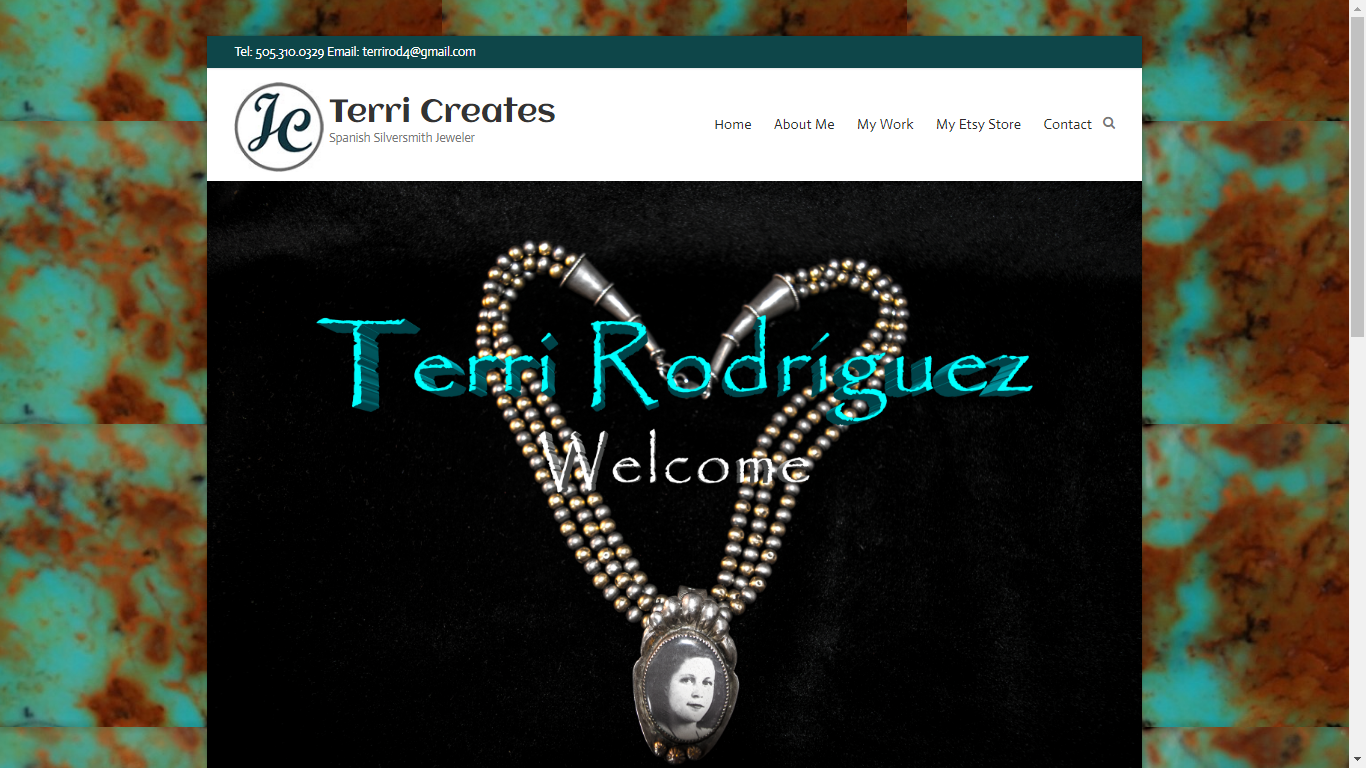 Tel: 505.310.0329 Email: terrirod4@gmail.com
JC
Terri Creates
Spanish Silversmith Jeweler
Home About Me My Work My Etsy Store Contact
Terri Rodríguez
Welcome